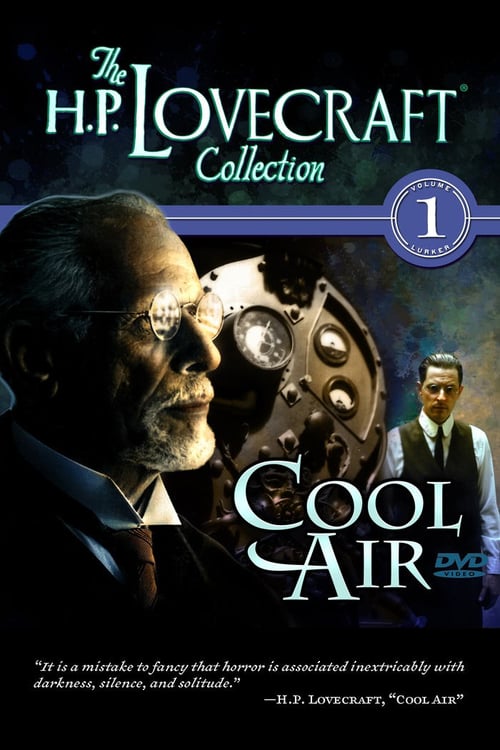 The
H.P. LOVECRAFT®
Collection
VOLUME
1
LURKER
COOL
AIR
DVD
VIDEO
“It is a mistake to fancy that horror is associated inextricably with
darkness, silence, and solitude.”
—H.P. LOVECRAFT, “COOL AIR”